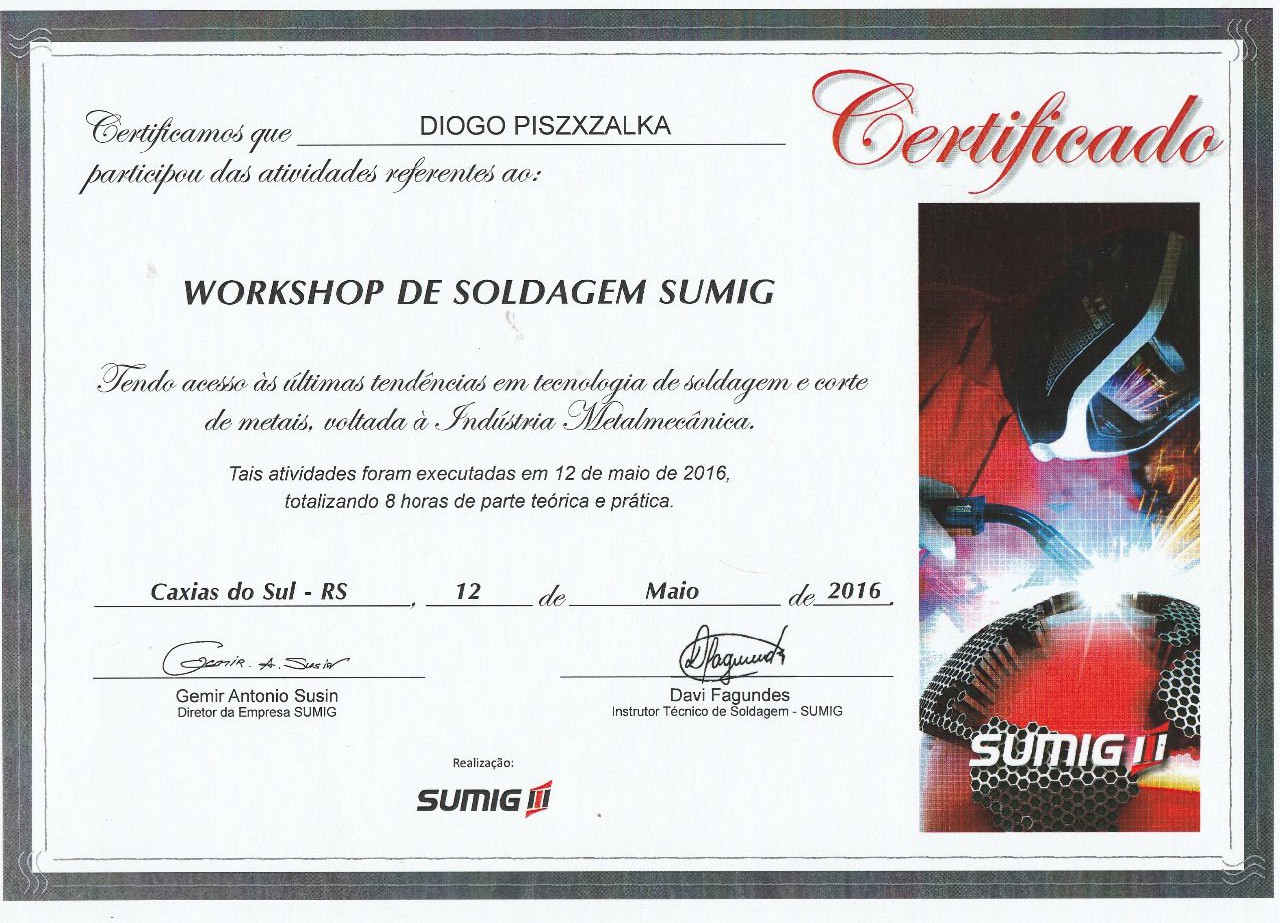 Certificado
Certificamos que DIOGO PISZXZALKA
participou das atividades referentes ao:
WORKSHOP DE SOLDAGEM SUMIG
Tendo acesso às últimas tendências em tecnologia de soldagem e corte
de metais, voltada à Indústria Metalmecânica.
Tais atividades foram executadas em 12 de maio de 2016,
totalizando 8 horas de parte teórica e prática.
Caxias do Sul - RS, 12 de Maio de 2016.
Gemir. A. Susin
DFagundes
Gemir Antonio Susin
Diretor da Empresa SUMIG
Davi Fagundes
Instrutor Técnico de Soldagem - SUMIG
Realização:
SUMIG
SUMIG